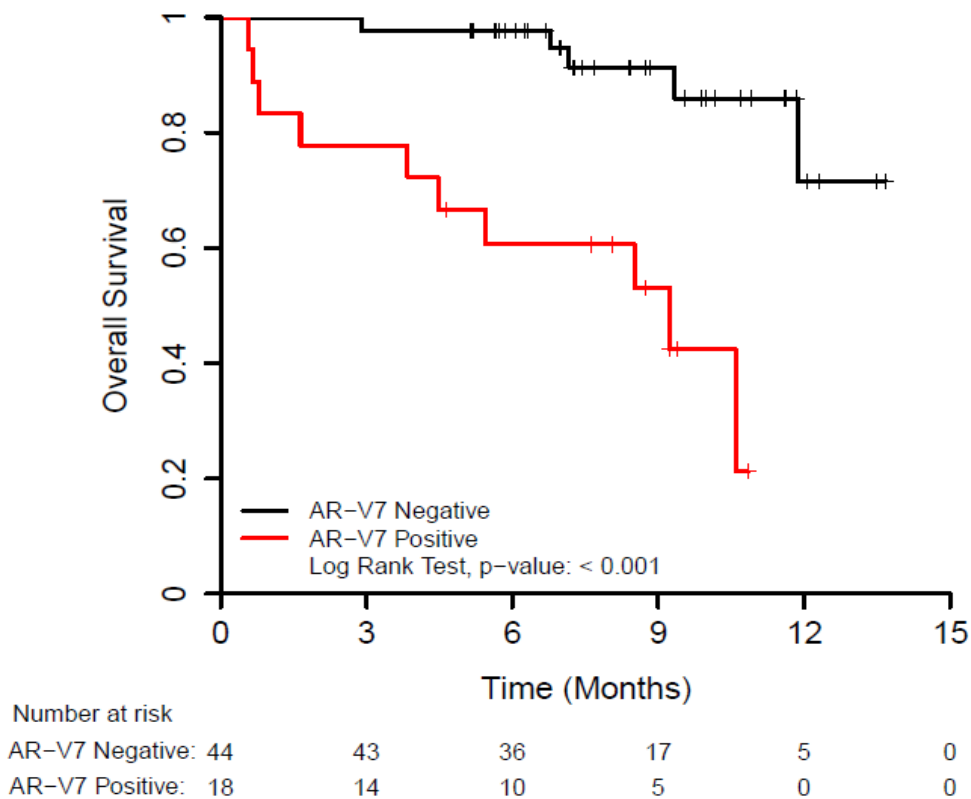 Overall Survival
1
0.8
0.6
0.4
0.2
0
AR−V7 Negative
AR−V7 Positive
Log Rank Test, p−value: < 0.001
0 3 6 9 12 15
Time (Months)
Number at risk
AR−V7 Negative: 44 43 36 17 5 0
AR−V7 Positive: 18 14 10 5 0 0